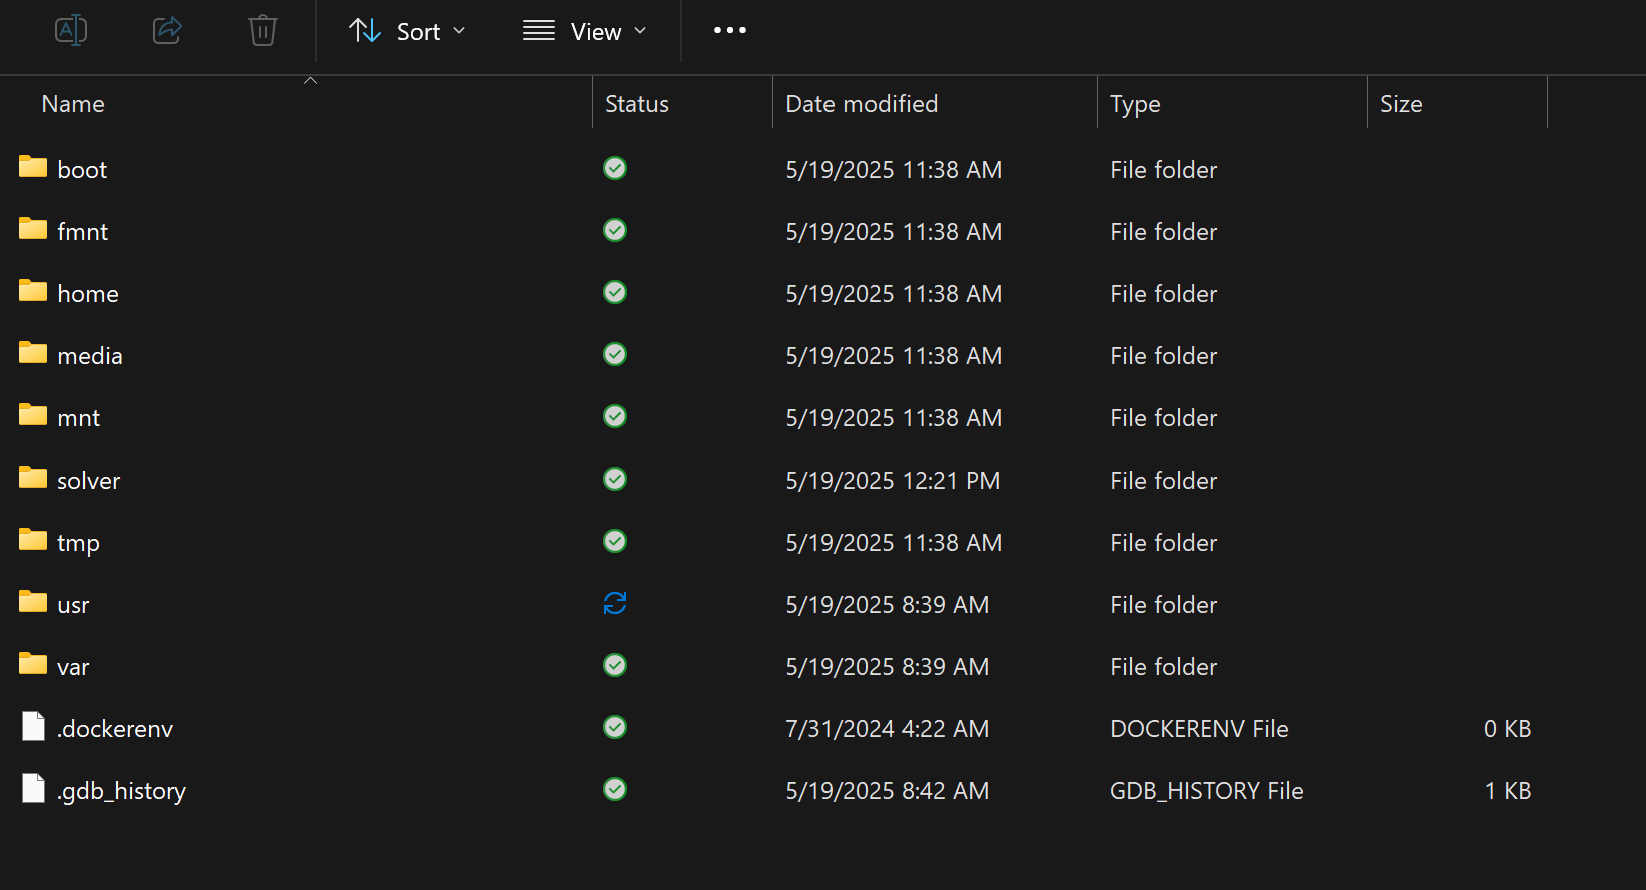 Sort View
Name Status Date modified Type Size
boot 5/19/2025 11:38 AM File folder
fmnt 5/19/2025 11:38 AM File folder
home 5/19/2025 11:38 AM File folder
media 5/19/2025 11:38 AM File folder
mnt 5/19/2025 11:38 AM File folder
solver 5/19/2025 12:21 PM File folder
tmp 5/19/2025 11:38 AM File folder
usr 5/19/2025 8:39 AM File folder
var 5/19/2025 8:39 AM File folder
.dockerenv 7/31/2024 4:22 AM DOCKERENV File 0 KB
.gdb_history 5/19/2025 8:42 AM GDB_HISTORY File 1 KB